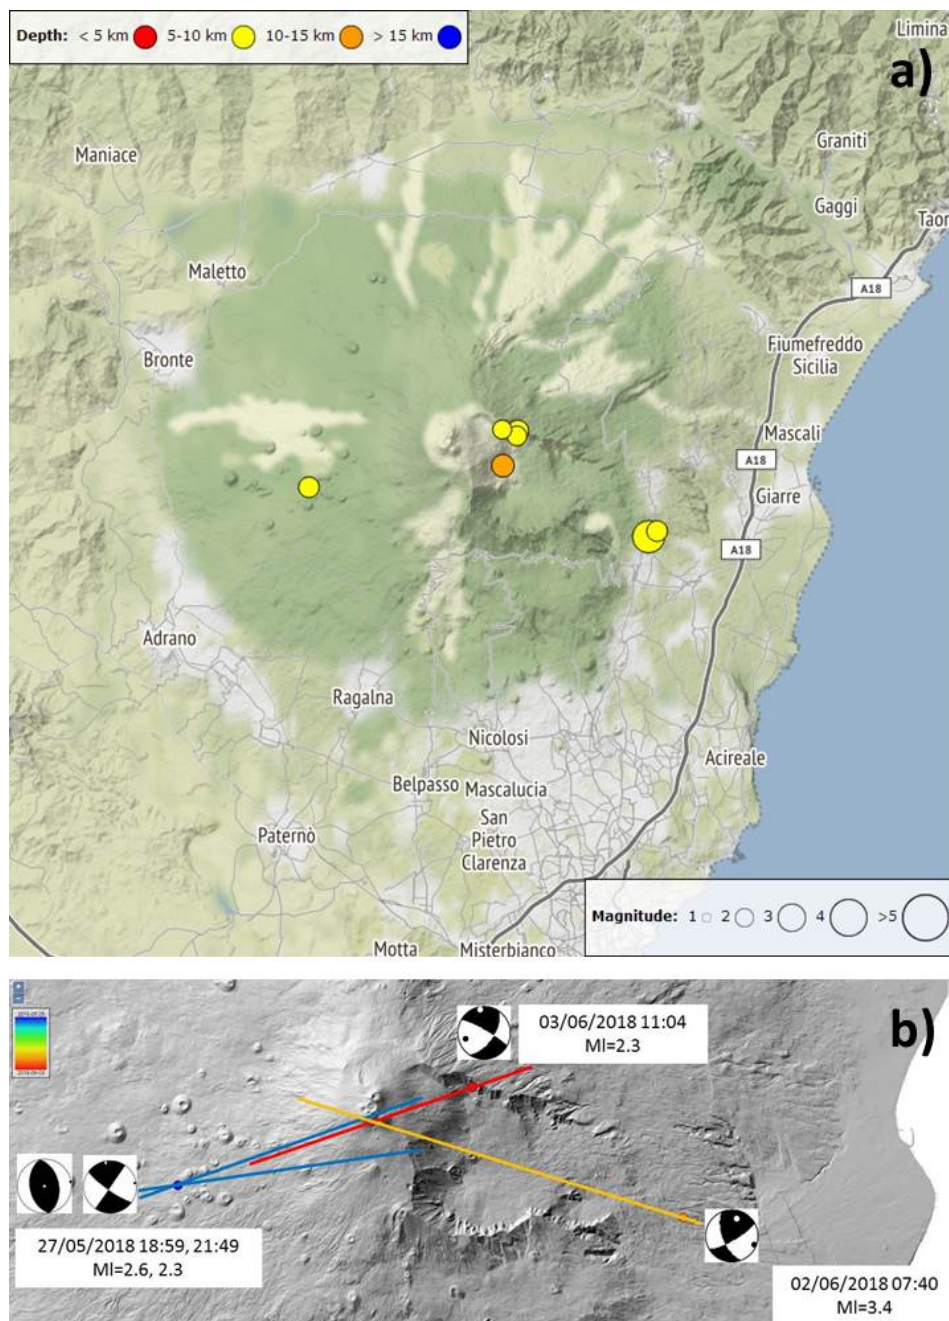 Depth: < 5 km 5-10 km 10-15 km > 15 km
a)
Limina
Graniti
Maniace
Gaggi
Taor
Maletto
A18
Bronte
Fiumefreddo
Sicilia
Mascali
A18
Giarre
A18
Adrano
Ragalna
Nicolosi
Acireale
Belpasso
Mascalucia
San
Pietro
Clarenza
Paternò
Magnitude: 1 2 3 4 >5
Motta
Misterbianco
b)
03/06/2018 11:04
Ml=2.3
27/05/2018 18:59, 21:49
Ml=2.6, 2.3
02/06/2018 07:40
Ml=3.4